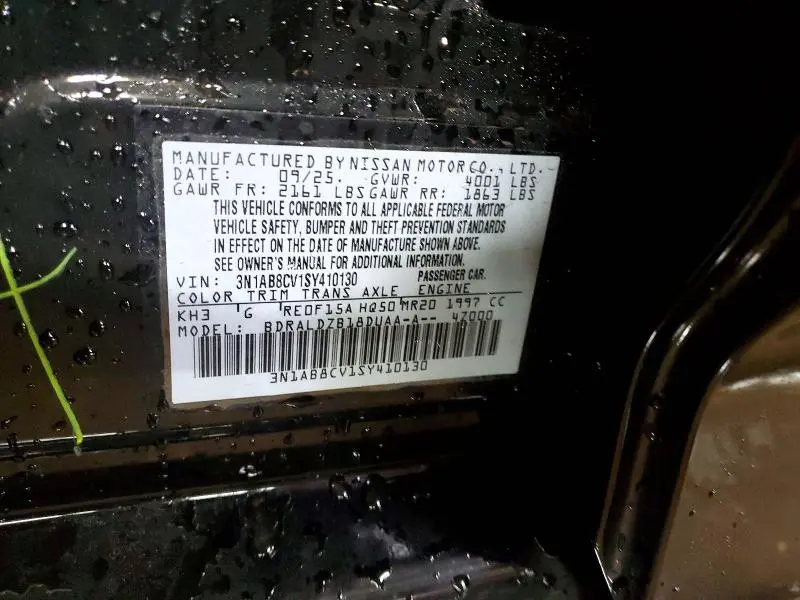 MANUFACTURED BY NISSAN MOTOR CO., LTD.
DATE: 09/25. GVWR: 4001 LBS
GAWR FR: 2161 LBS GAWR RR: 1863 LBS
THIS VEHICLE CONFORMS TO ALL APPLICABLE FEDERAL MOTOR
VEHICLE SAFETY, BUMPER AND THEFT PREVENTION STANDARDS
IN EFFECT ON THE DATE OF MANUFACTURE SHOWN ABOVE.
SEE OWNER'S MANUAL FOR ADDITIONAL INFORMATION.
VIN: 3N1AB8CV1SY410130 PASSENGER CAR.
COLOR TRIM TRANS AXLE ENGINE
KH3 G RE0F15A HQ50 MR20 1997 CC
MODEL: BDRALDZB18DUAA-A-- 4Z000
3N1AB8CV1SY410130